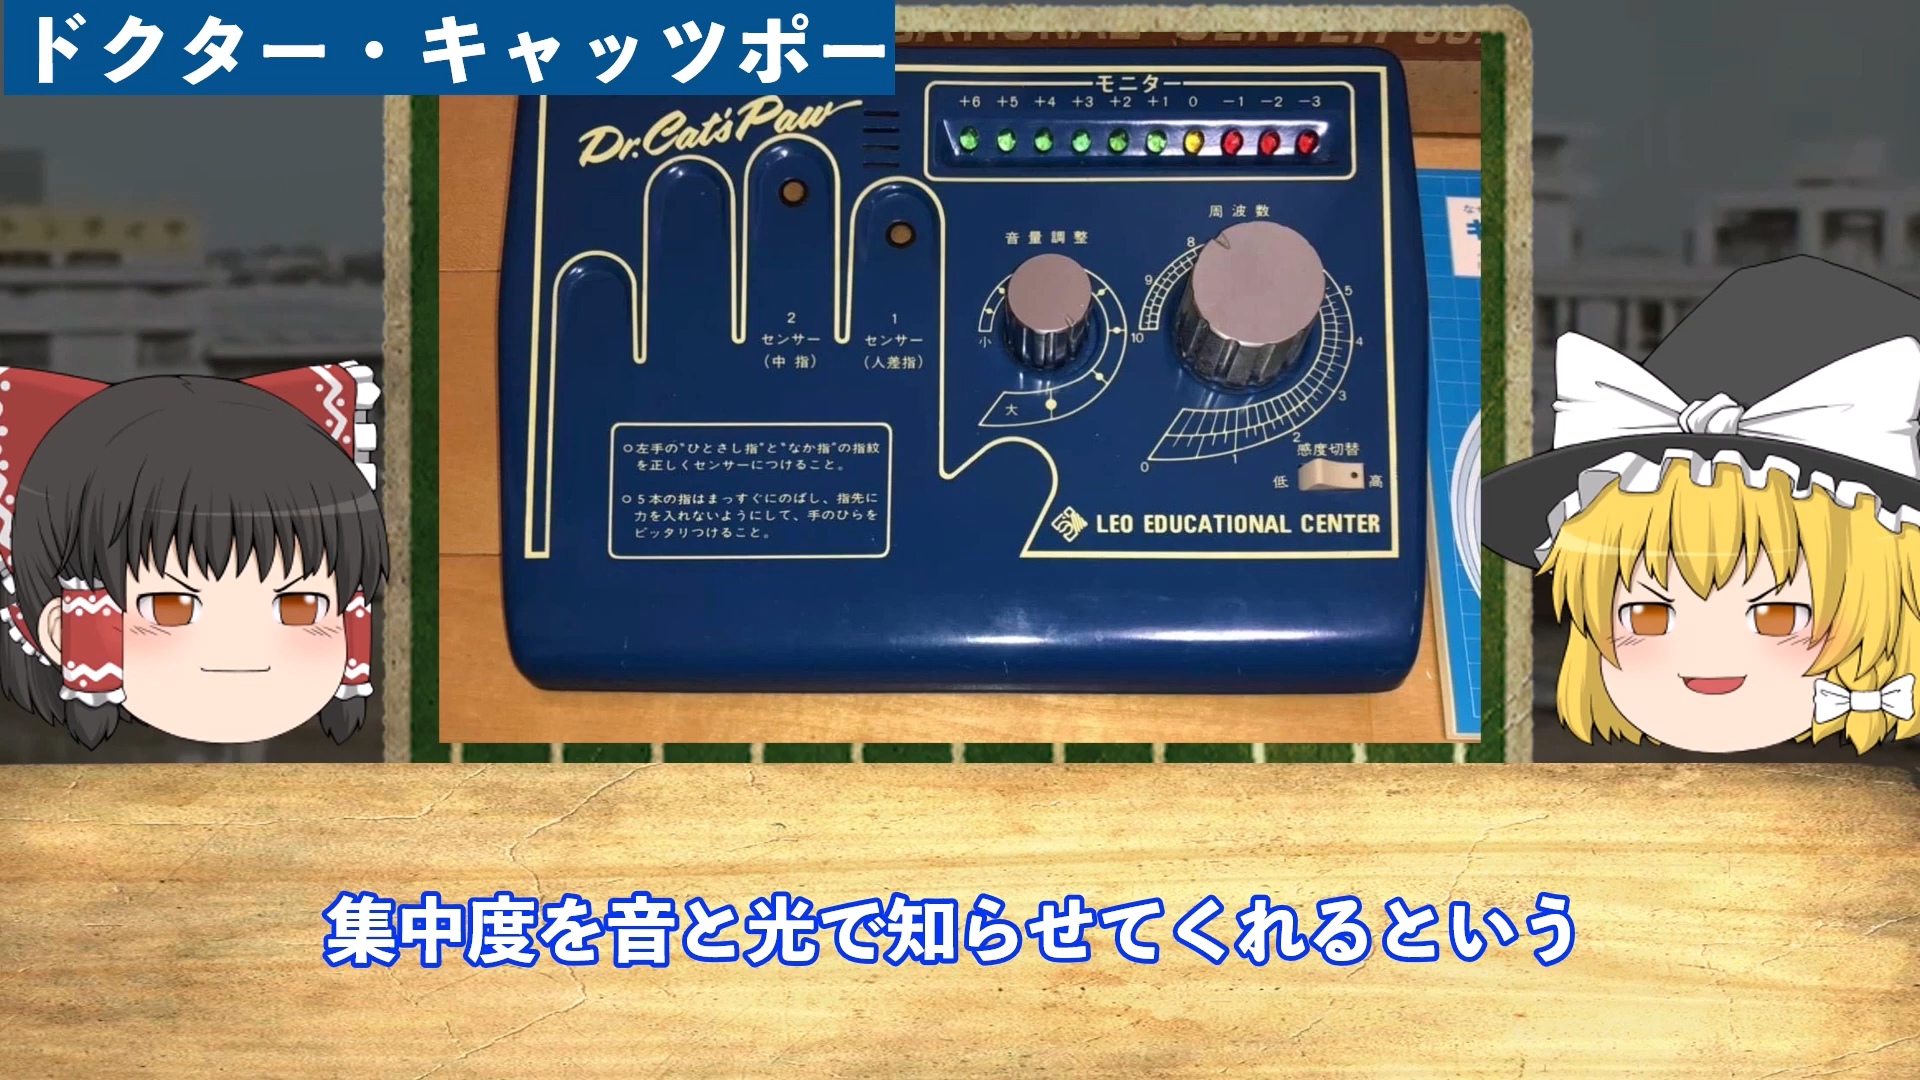 ドクター・キャッツポー
Dr. Cat's Paw
モニター
+6 +5 +4 +3 +2 +1 0 −1 −2 −3
音量調整
小
大
周波数
10 9 8
5
4
3
2
1
0
感度切替
低
高
2
センサー
(中指)
1
センサー
(人差指)
○左手の"ひとさし指"と"なか指"の指紋
を正しくセンサーにつけること。
○5本の指はまっすぐにのばし、指先に
力を入れないようにして、手のひらを
ピッタリつけること。
LEO EDUCATIONAL CENTER
集中度を音と光で知らせてくれるという